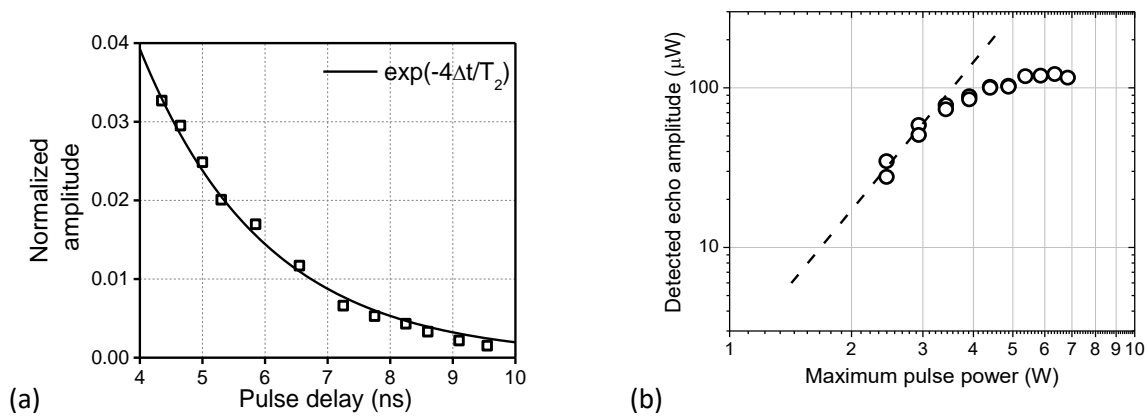 0.04
0.03
0.02
0.01
0.00
Normalized
amplitude
exp(-4Δt/T₂)
4 5 6 7 8 9 10
Pulse delay (ns)
(a)
100
10
Detected echo amplitude (μW)
1 2 3 4 5 6 7 8 9 10
Maximum pulse power (W)
(b)